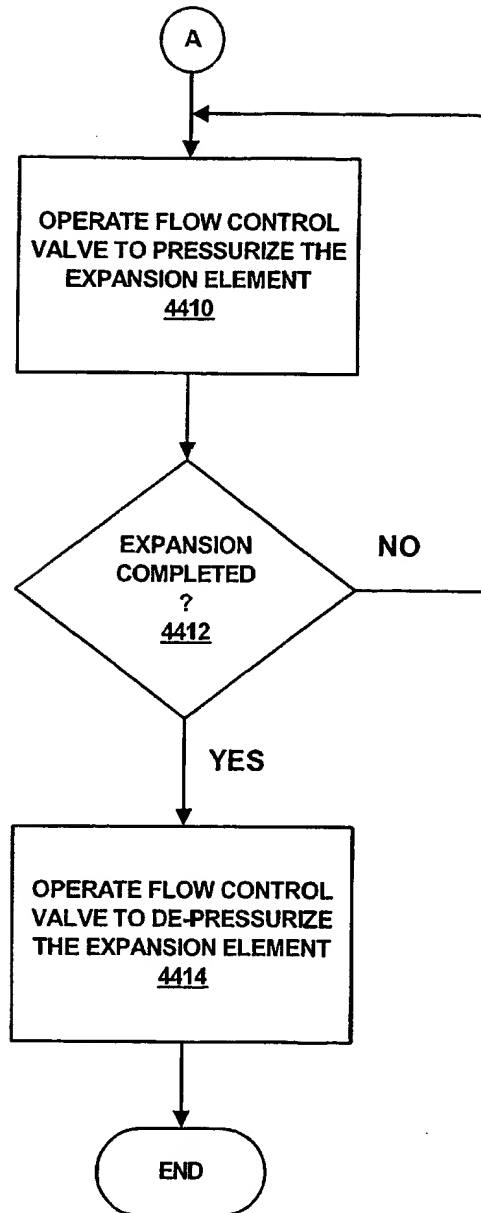 A
OPERATE FLOW CONTROL
VALVE TO PRESSURIZE THE
EXPANSION ELEMENT
4410
EXPANSION
COMPLETED
?
4412
NO
YES
OPERATE FLOW CONTROL
VALVE TO DE-PRESSURIZE
THE EXPANSION ELEMENT
4414
END